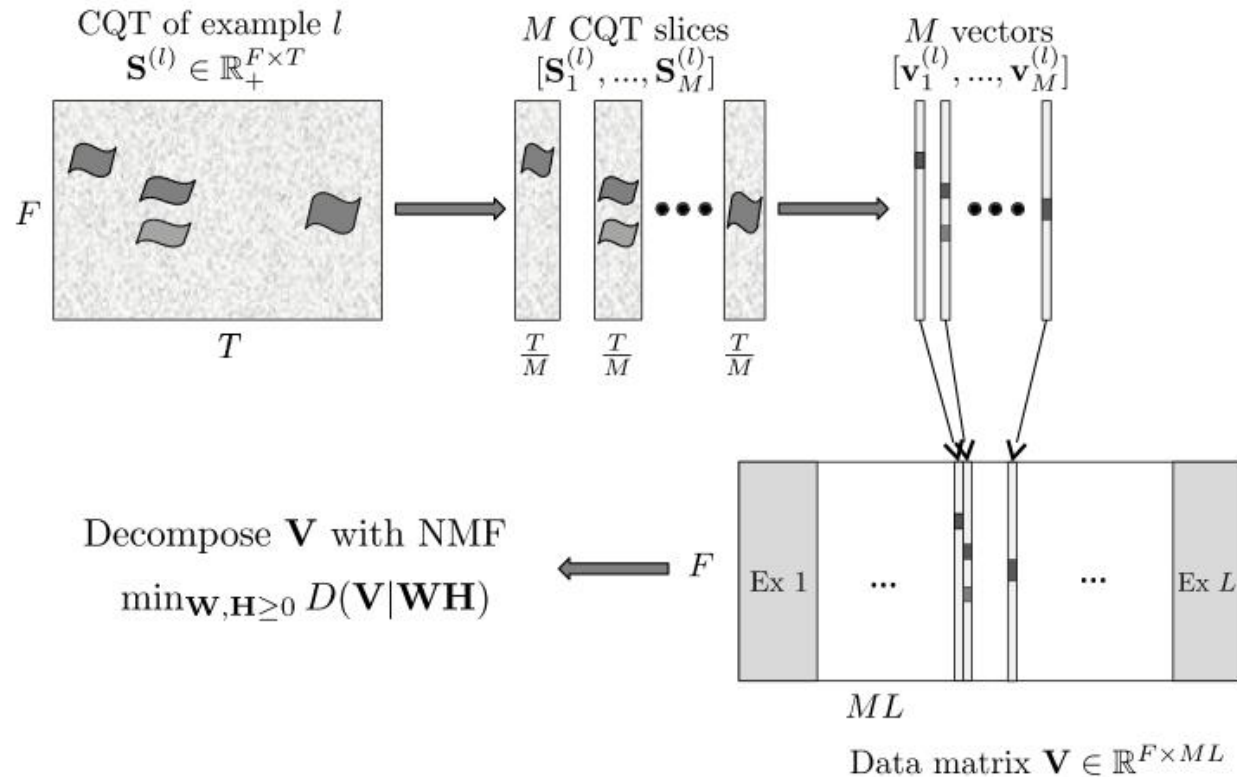 CQT of example l
S^(l) ∈ ℝ_+^{F×T}
F
T
M CQT slices
[S_1^(l), ..., S_M^(l)]
T/M
T/M
T/M
M vectors
[v_1^(l), ..., v_M^(l)]
Decompose V with NMF
min_{W,H≥0} D(V|WH)
F
Ex 1
...
...
Ex L
ML
Data matrix V ∈ ℝ^{F×ML}